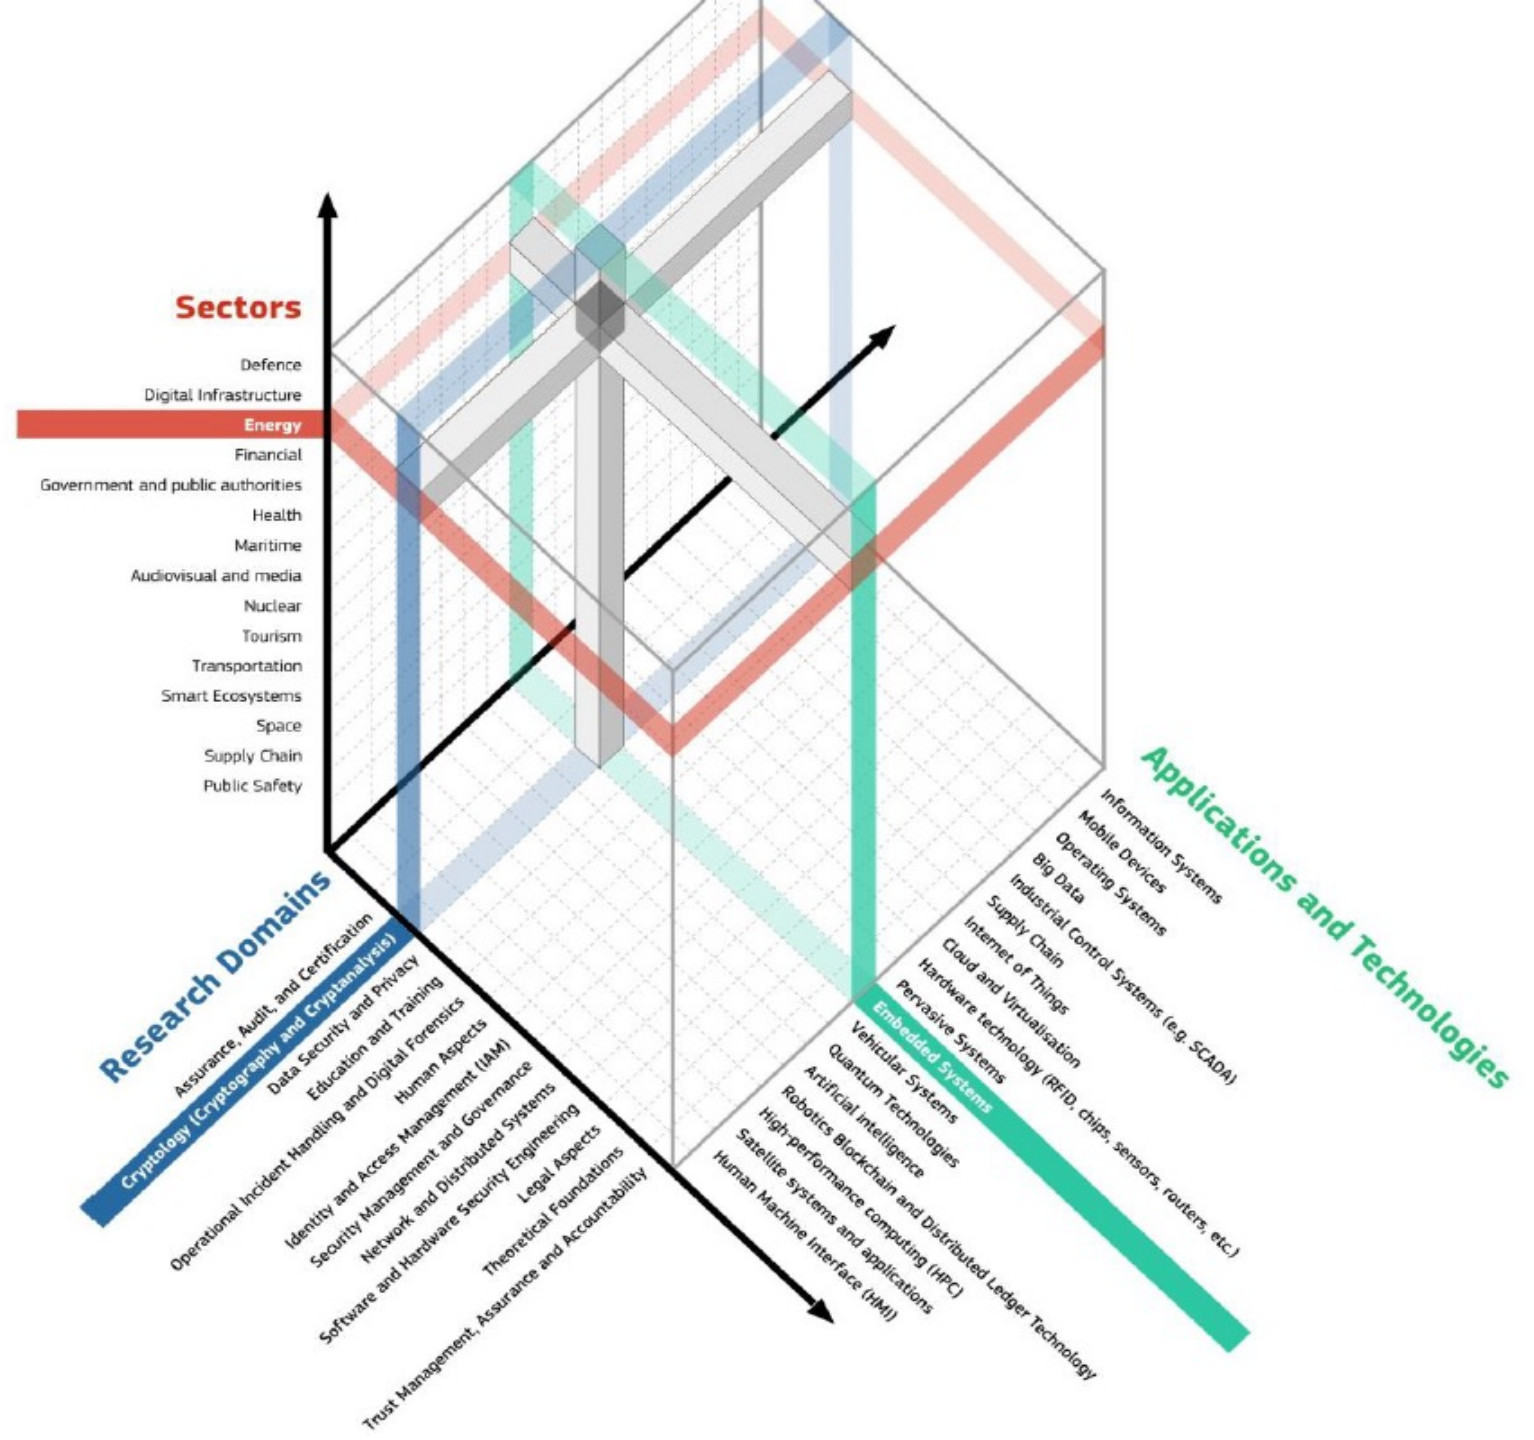 Sectors
Defence
Digital Infrastructure
Energy
Financial
Government and public authorities
Health
Maritime
Audiovisual and media
Nuclear
Tourism
Transportation
Smart Ecosystems
Space
Supply Chain
Public Safety
Research Domains
Assurance, Audit, and Certification
Cryptology (Cryptography and Cryptanalysis)
Data Security and Privacy
Education and Training
Operational Incident Handling and Digital Forensics
Human Aspects
Identity and Access Management (IAM)
Security Management and Governance
Network and Distributed Systems
Software and Hardware Security Engineering
Legal Aspects
Theoretical Foundations
Trust Management, Assurance and Accountability
Applications and Technologies
Information Systems
Mobile Devices
Operating Systems
Big Data
Industrial Control Systems (e.g. SCADA)
Supply Chain
Internet of Things
Cloud and Virtualisation
Hardware technology (RFID, chips, sensors, routers, etc.)
Pervasive Systems
Embedded Systems
Vehicular Systems
Quantum Technologies
Artificial intelligence
Robotics Blockchain and Distributed Ledger Technology
High-performance computing (HPC)
Satellite systems and applications
Human Machine Interface (HMI)